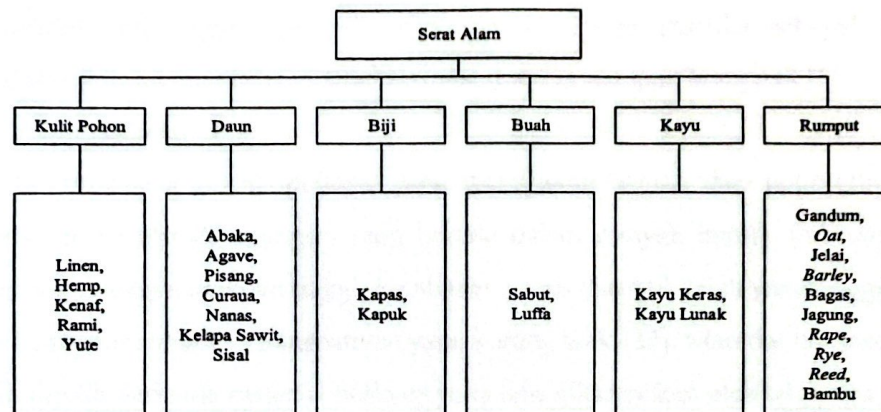 Serat Alam
Kulit Pohon
Daun
Biji
Buah
Kayu
Rumput
Linen,
Hemp,
Kenaf,
Rami,
Yute
Abaka,
Agave,
Pisang,
Curaua,
Nanas,
Kelapa Sawit,
Sisal
Kapas,
Kapuk
Sabut,
Luffa
Kayu Keras,
Kayu Lunak
Gandum,
Oat,
Jelai,
Barley,
Bagas,
Jagung,
Rape,
Rye,
Reed,
Bambu